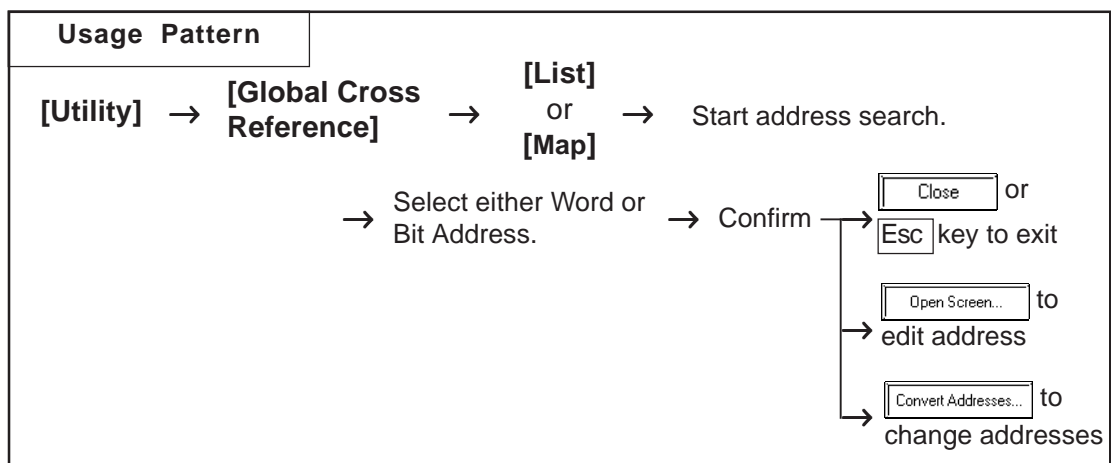 Usage Pattern
[Utility] → [Global Cross Reference] → [List] or [Map] → Start address search.
→ Select either Word or Bit Address. → Confirm → Close or
Esc key to exit
Open Screen... to
edit address
Convert Addresses... to
change addresses